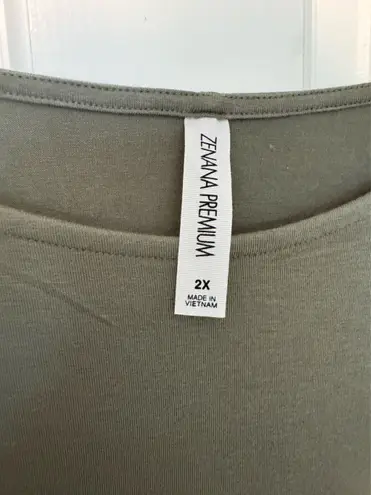 ZENANA PREMIUM
2X
MADE IN
VIETNAM